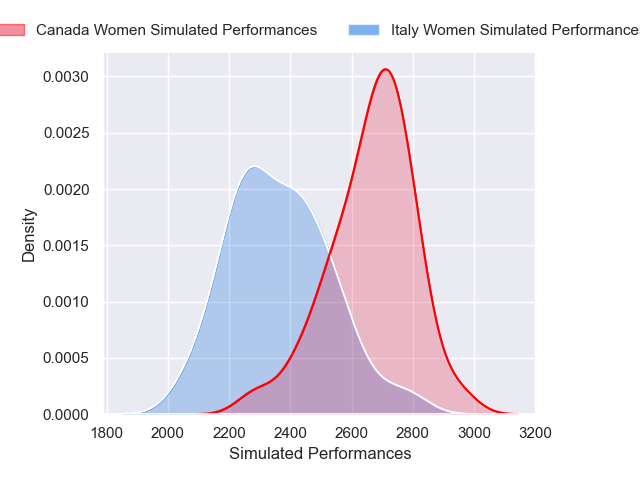 Canada Women Simulated Performances
Italy Women Simulated Performances
0.0030
0.0025
0.0020
0.0015
0.0010
0.0005
0.0000
Density
1800 2000 2200 2400 2600 2800 3000 3200
Simulated Performances